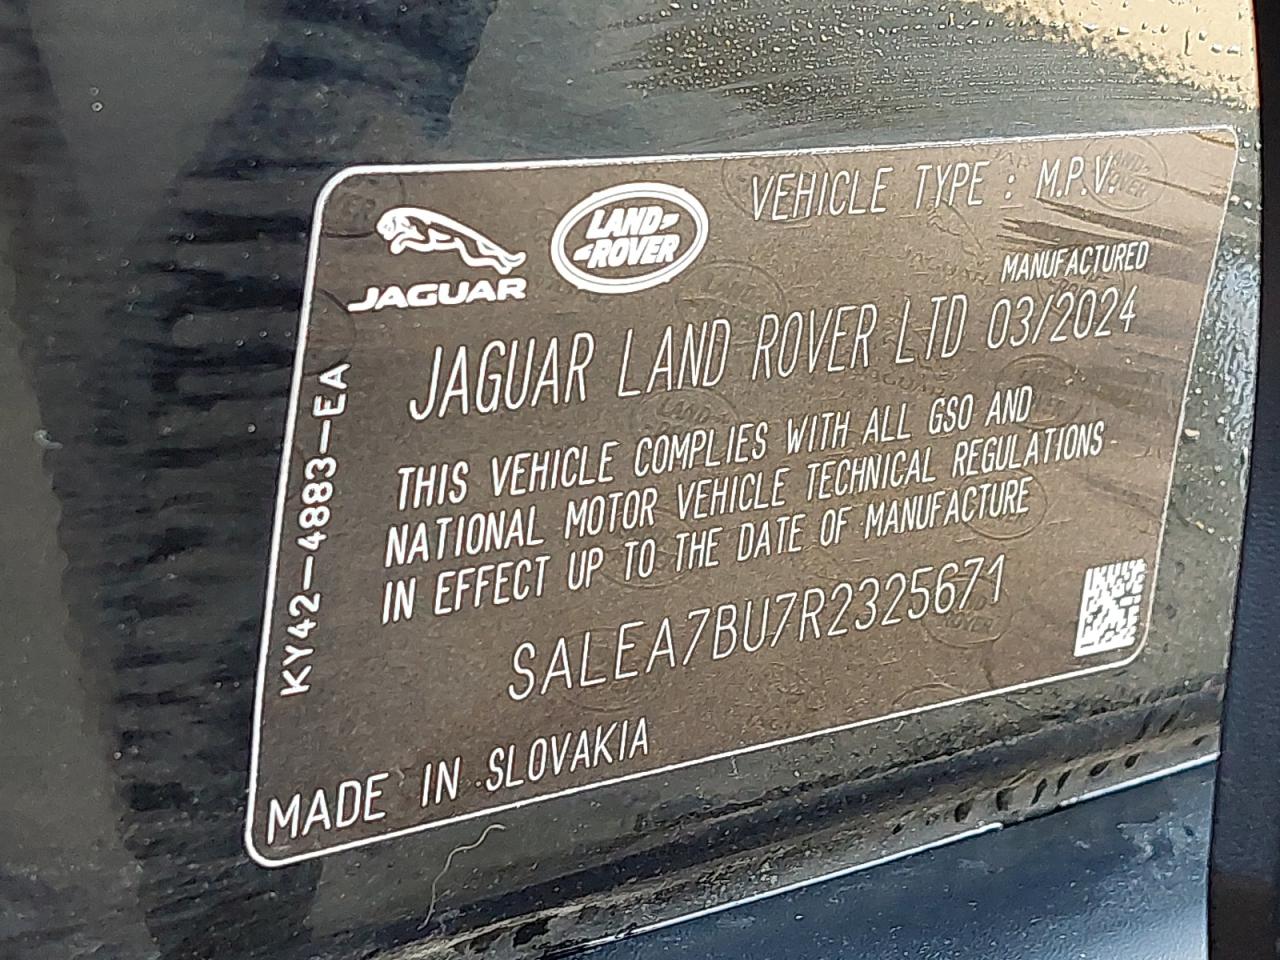 JAGUAR
LAND-
-ROVER
VEHICLE TYPE : M.P.V.
MANUFACTURED
JAGUAR LAND ROVER LTD 03/2024
THIS VEHICLE COMPLIES WITH ALL GSO AND
NATIONAL MOTOR VEHICLE TECHNICAL REGULATIONS
IN EFFECT UP TO THE DATE OF MANUFACTURE
SALEA7BU7R2325671
MADE IN SLOVAKIA
KY42-4883-EA